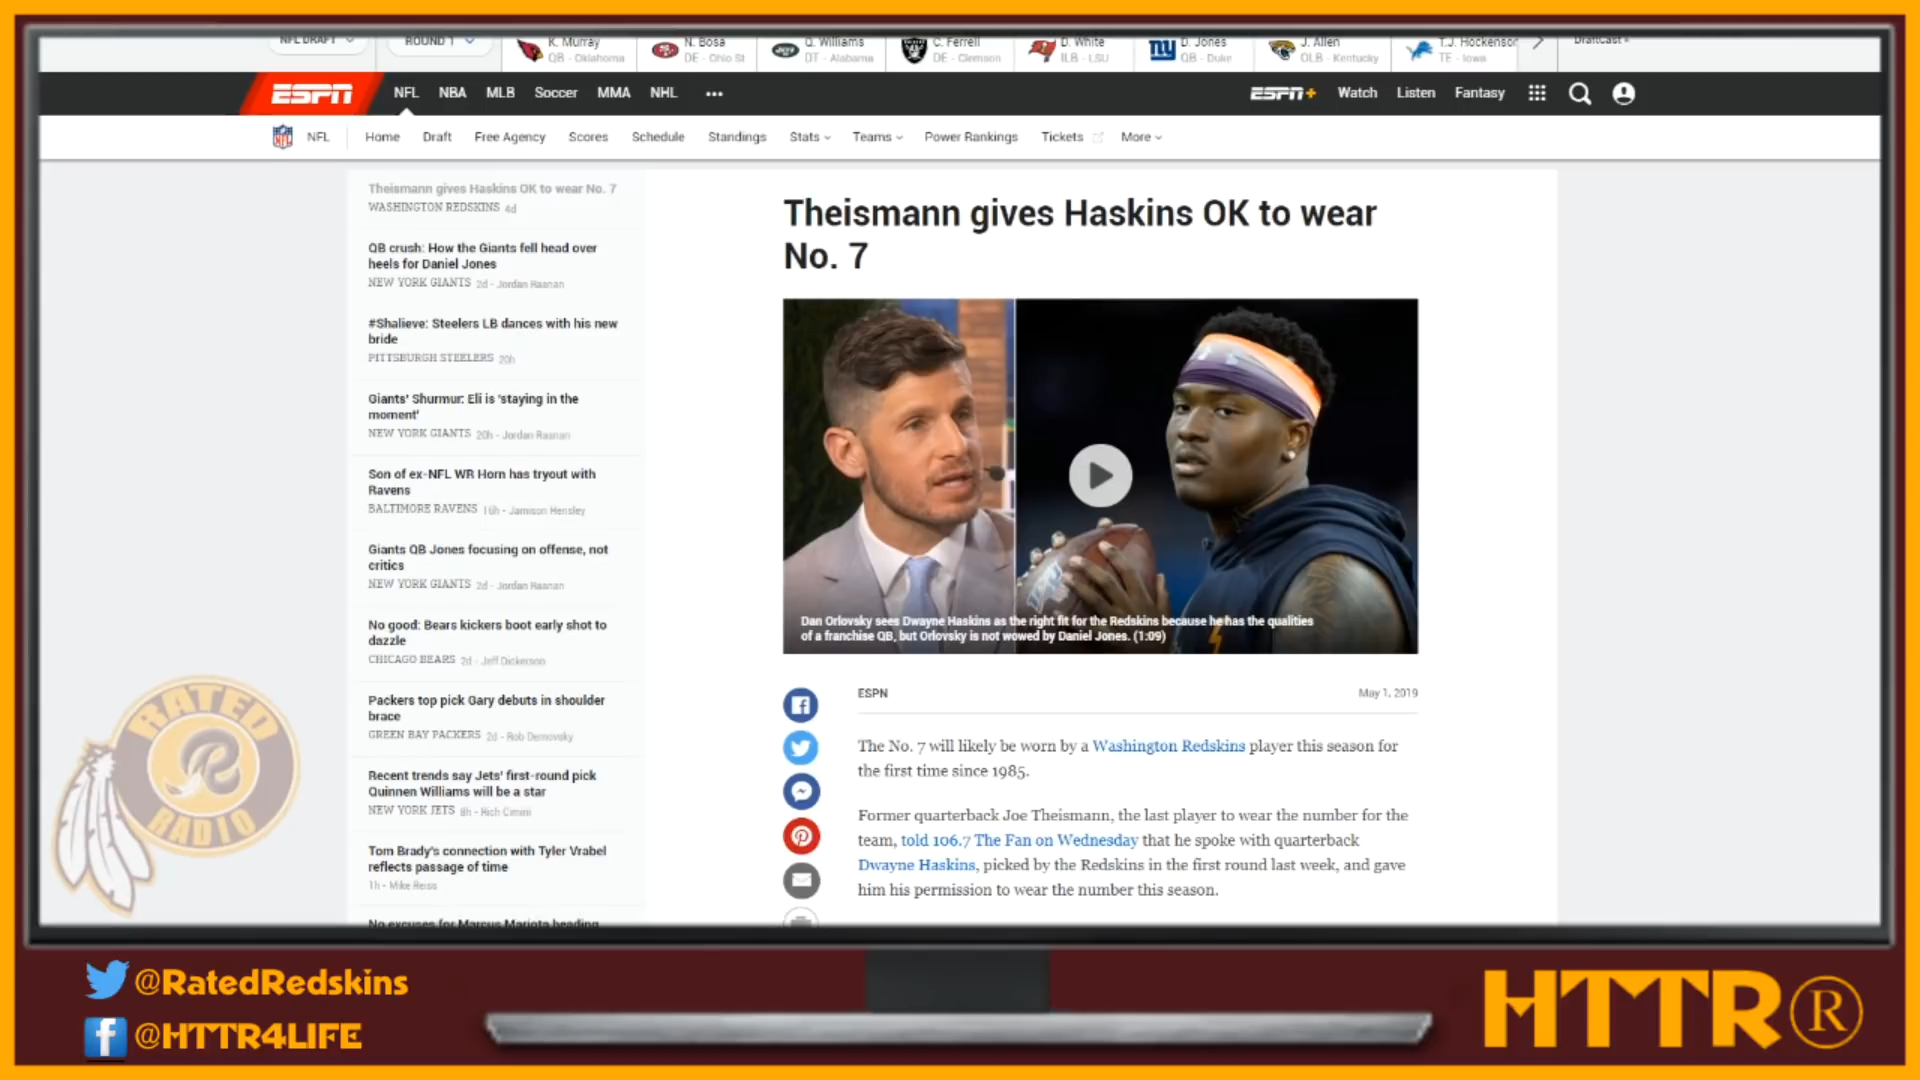 NFL DRAFT
ROUND 1
K. Murray
QB - Oklahoma
N. Bosa
DE - Ohio St
Q. Williams
DT - Alabama
C. Ferrell
DE - Clemson
D. White
ILB - LSU
D. Jones
QB - Duke
J. Allen
OLB - Kentucky
T.J. Hockenson
TE - Iowa
DraftCast
ESPN
NFL NBA MLB Soccer MMA NHL
ESPN+ Watch Listen Fantasy
NFL Home Draft Free Agency Scores Schedule Standings Stats Teams Power Rankings Tickets More
Theismann gives Haskins OK to wear No. 7
WASHINGTON REDSKINS 4d
QB crush: How the Giants fell head over
heels for Daniel Jones
NEW YORK GIANTS 2d - Jordan Raanan
#Shalieve: Steelers LB dances with his new
bride
PITTSBURGH STEELERS 20h
Giants' Shurmur: Eli is 'staying in the
moment'
NEW YORK GIANTS 20h - Jordan Raanan
Son of ex-NFL WR Horn has tryout with
Ravens
BALTIMORE RAVENS 16h - Jamison Hensley
Giants QB Jones focusing on offense, not
critics
NEW YORK GIANTS 2d - Jordan Raanan
No good: Bears kickers boot early shot to
dazzle
CHICAGO BEARS 2d - Jeff Dickerson
Packers top pick Gary debuts in shoulder
brace
GREEN BAY PACKERS 2d - Rob Demovsky
Recent trends say Jets' first-round pick
Quinnen Williams will be a star
NEW YORK JETS 8h - Rich Cimini
Tom Brady's connection with Tyler Vrabel
reflects passage of time
1h - Mike Reiss
No excuses for Marcus Mariota heading
Theismann gives Haskins OK to wear
No. 7
Dan Orlovsky sees Dwayne Haskins as the right fit for the Redskins because he has the qualities
of a franchise QB, but Orlovsky is not wowed by Daniel Jones. (1:09)
ESPN
May 1, 2019
The No. 7 will likely be worn by a Washington Redskins player this season for
the first time since 1985.
Former quarterback Joe Theismann, the last player to wear the number for the
team, told 106.7 The Fan on Wednesday that he spoke with quarterback
Dwayne Haskins, picked by the Redskins in the first round last week, and gave
him his permission to wear the number this season.
RATED
R
RADIO
@RatedRedskins
@HTTR4LIFE
HTTR®